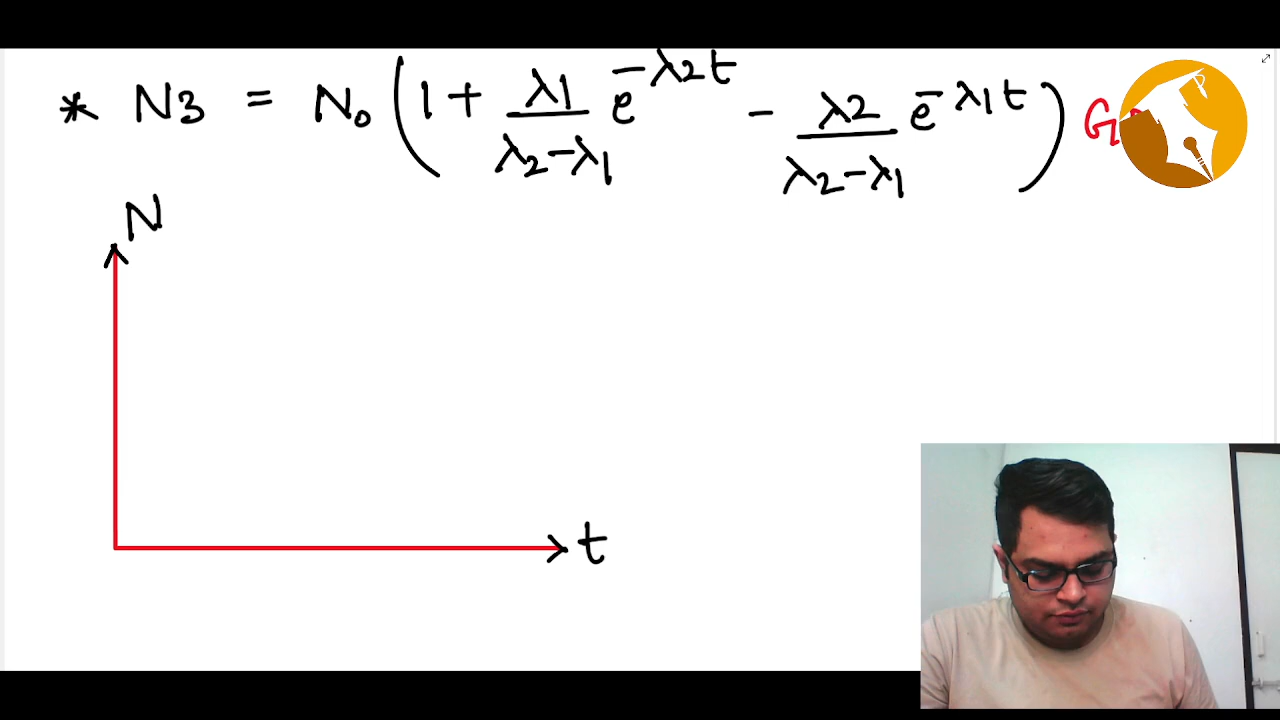 * N3 = N₀ (1 + λ1/(λ2-λ1) e^-λ2t - λ2/(λ2-λ1) e^-λ1t)
N
t